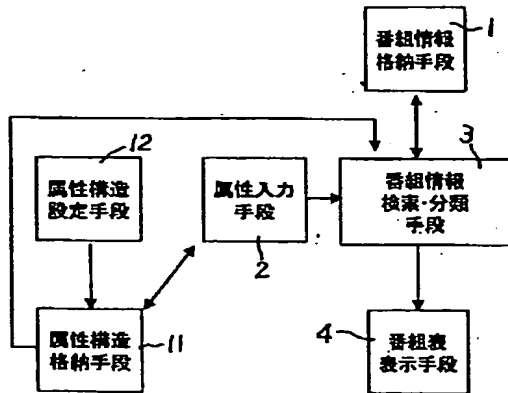 1
番組情報
格納手段
12
3
属性構造
設定手段
属性入力
手段
番組情報
検索・分類
手段
2
属性構造
格納手段
11
4
番組表
表示手段